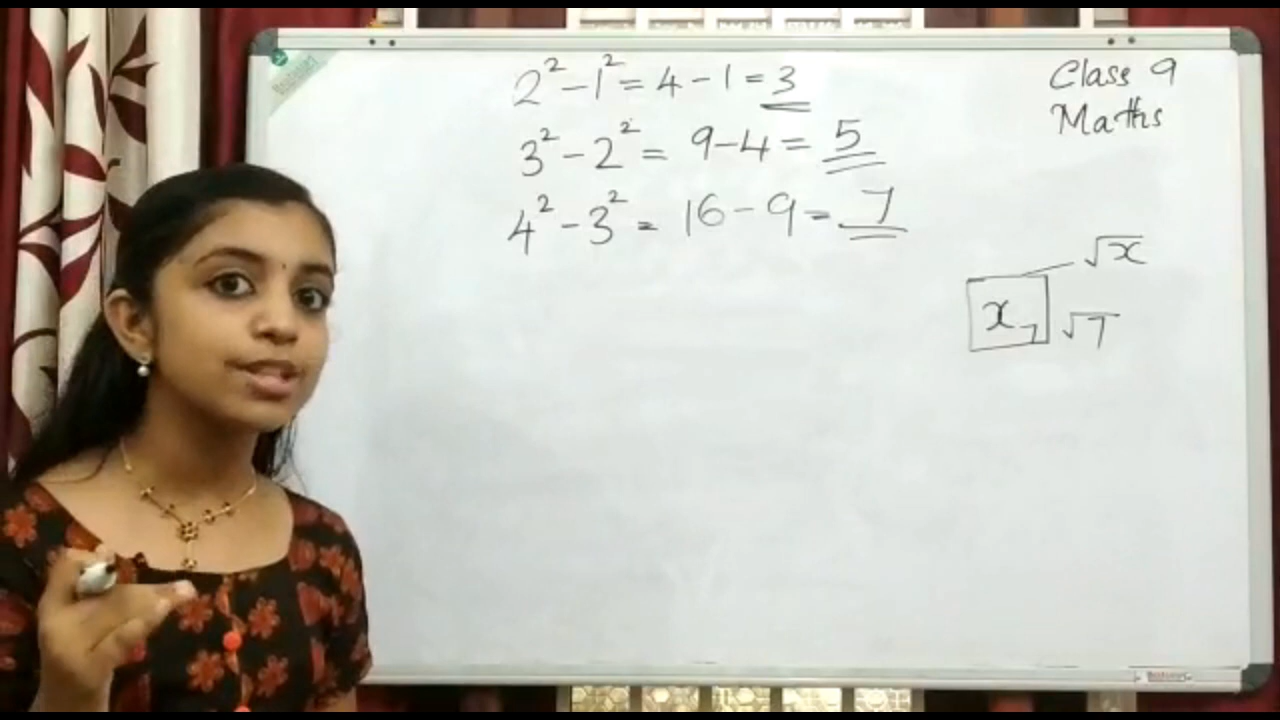 2² - 1² = 4 - 1 = 3
3² - 2² = 9 - 4 = 5
4² - 3² = 16 - 9 = 7
Class 9
Maths
√x
x 7 √7